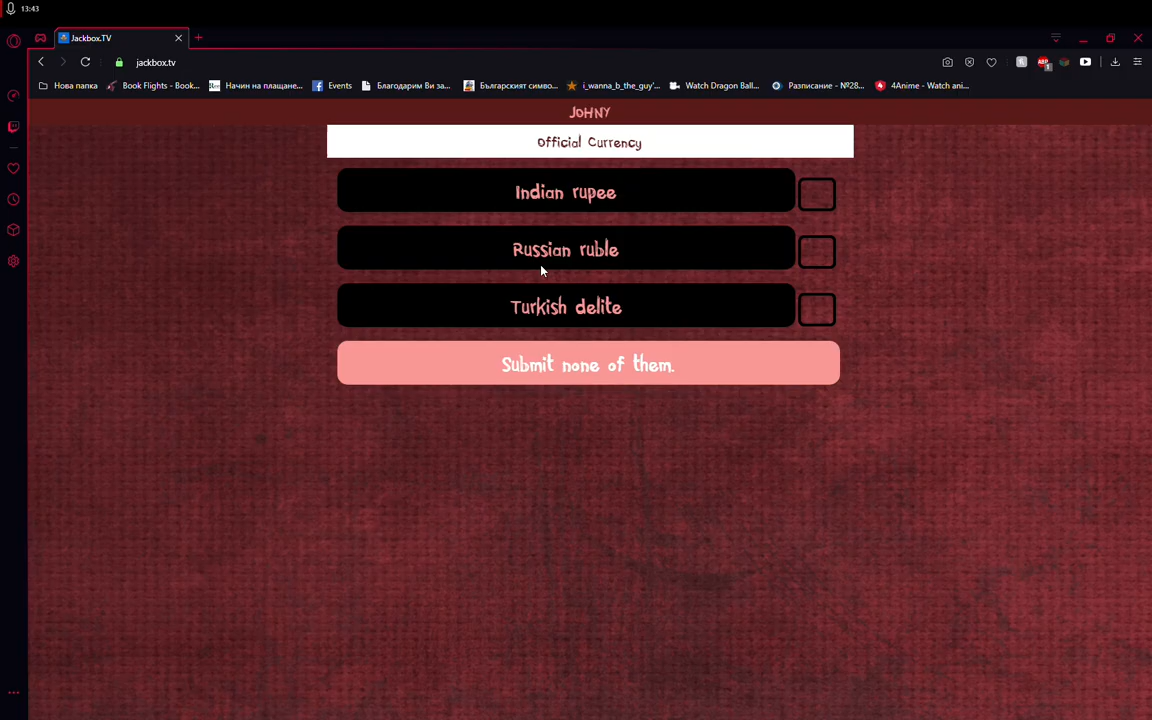 13:43
Jackbox.TV
jackbox.tv
Нова папка
Book Flights - Book...
Начин на плащане...
Events
Благодарим Ви за...
Българският симво...
i_wanna_b_the_guy'...
Watch Dragon Ball...
Разписание - №28...
4Anime - Watch ani...
JOHNY
Official Currency
Indian rupee
Russian ruble
Turkish delite
Submit none of them.